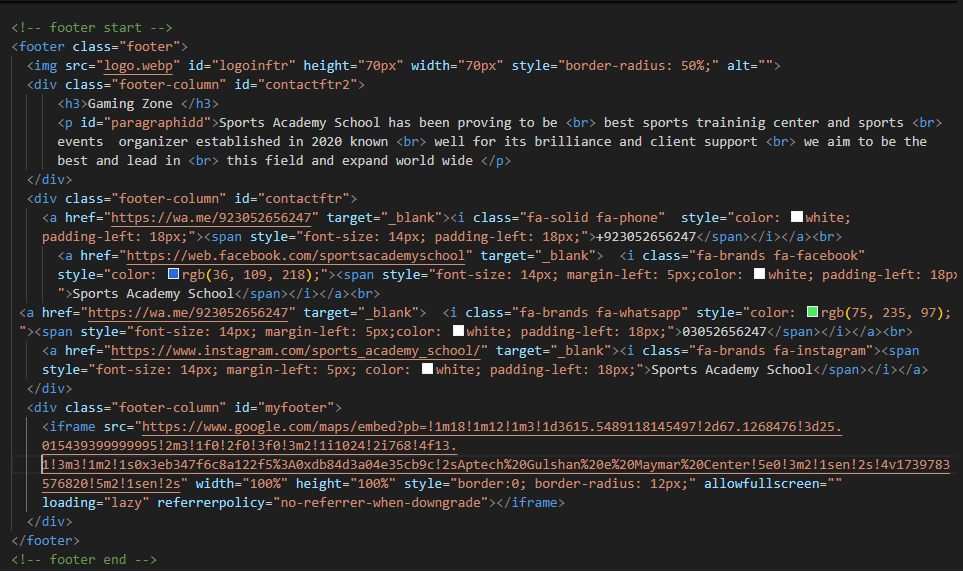 <!-- footer start -->
<footer class="footer">
<img src="logo.webp" id="logoinftr" height="70px" width="70px" style="border-radius: 50%;" alt="">
<div class="footer-column" id="contactftr2">
<h3>Gaming Zone </h3>
<p id="paragraphidd">Sports Academy School has been proving to be <br> best sports traininig center and sports <br>
events  organizer established in 2020 known <br> well for its brilliance and client support <br> we aim to be the
best and lead in <br> this field and expand world wide </p>
</div>
<div class="footer-column" id="contactftr">
<a href="https://wa.me/923052656247" target="_blank"><i class="fa-solid fa-phone"  style="color: white;
padding-left: 18px;"><span style="font-size: 14px; padding-left: 18px;">+923052656247</span></i></a><br>
<a href="https://web.facebook.com/sportsacademyschool" target="_blank">  <i class="fa-brands fa-facebook"
style="color: rgb(36, 109, 218);"><span style="font-size: 14px; margin-left: 5px;color: white; padding-left: 18px
">Sports Academy School</span></i></a><br>
<a href="https://wa.me/923052656247" target="_blank">  <i class="fa-brands fa-whatsapp" style="color: rgb(75, 235, 97);
"><span style="font-size: 14px; margin-left: 5px;color: white; padding-left: 18px;">03052656247</span></i></a><br>
<a href="https://www.instagram.com/sports_academy_school/" target="_blank"><i class="fa-brands fa-instagram"><span
style="font-size: 14px; margin-left: 5px; color: white; padding-left: 18px;">Sports Academy School</span></i></a>
</div>
<div class="footer-column" id="myfooter">
<iframe src="https://www.google.com/maps/embed?pb=!1m18!1m12!1m3!1d3615.5489118145497!2d67.1268476!3d25.
015439399999995!2m3!1f0!2f0!3f0!3m2!1i1024!2i768!4f13.
1!3m3!1m2!1s0x3eb347f6c8a122f5%3A0xdb84d3a04e35cb9c!2sAptech%20Gulshan%20e%20Maymar%20Center!5e0!3m2!1sen!2s!4v1739783
576820!5m2!1sen!2s" width="100%" height="100%" style="border:0; border-radius: 12px;" allowfullscreen=""
loading="lazy" referrerpolicy="no-referrer-when-downgrade"></iframe>
</div>
</footer>
<!-- footer end -->